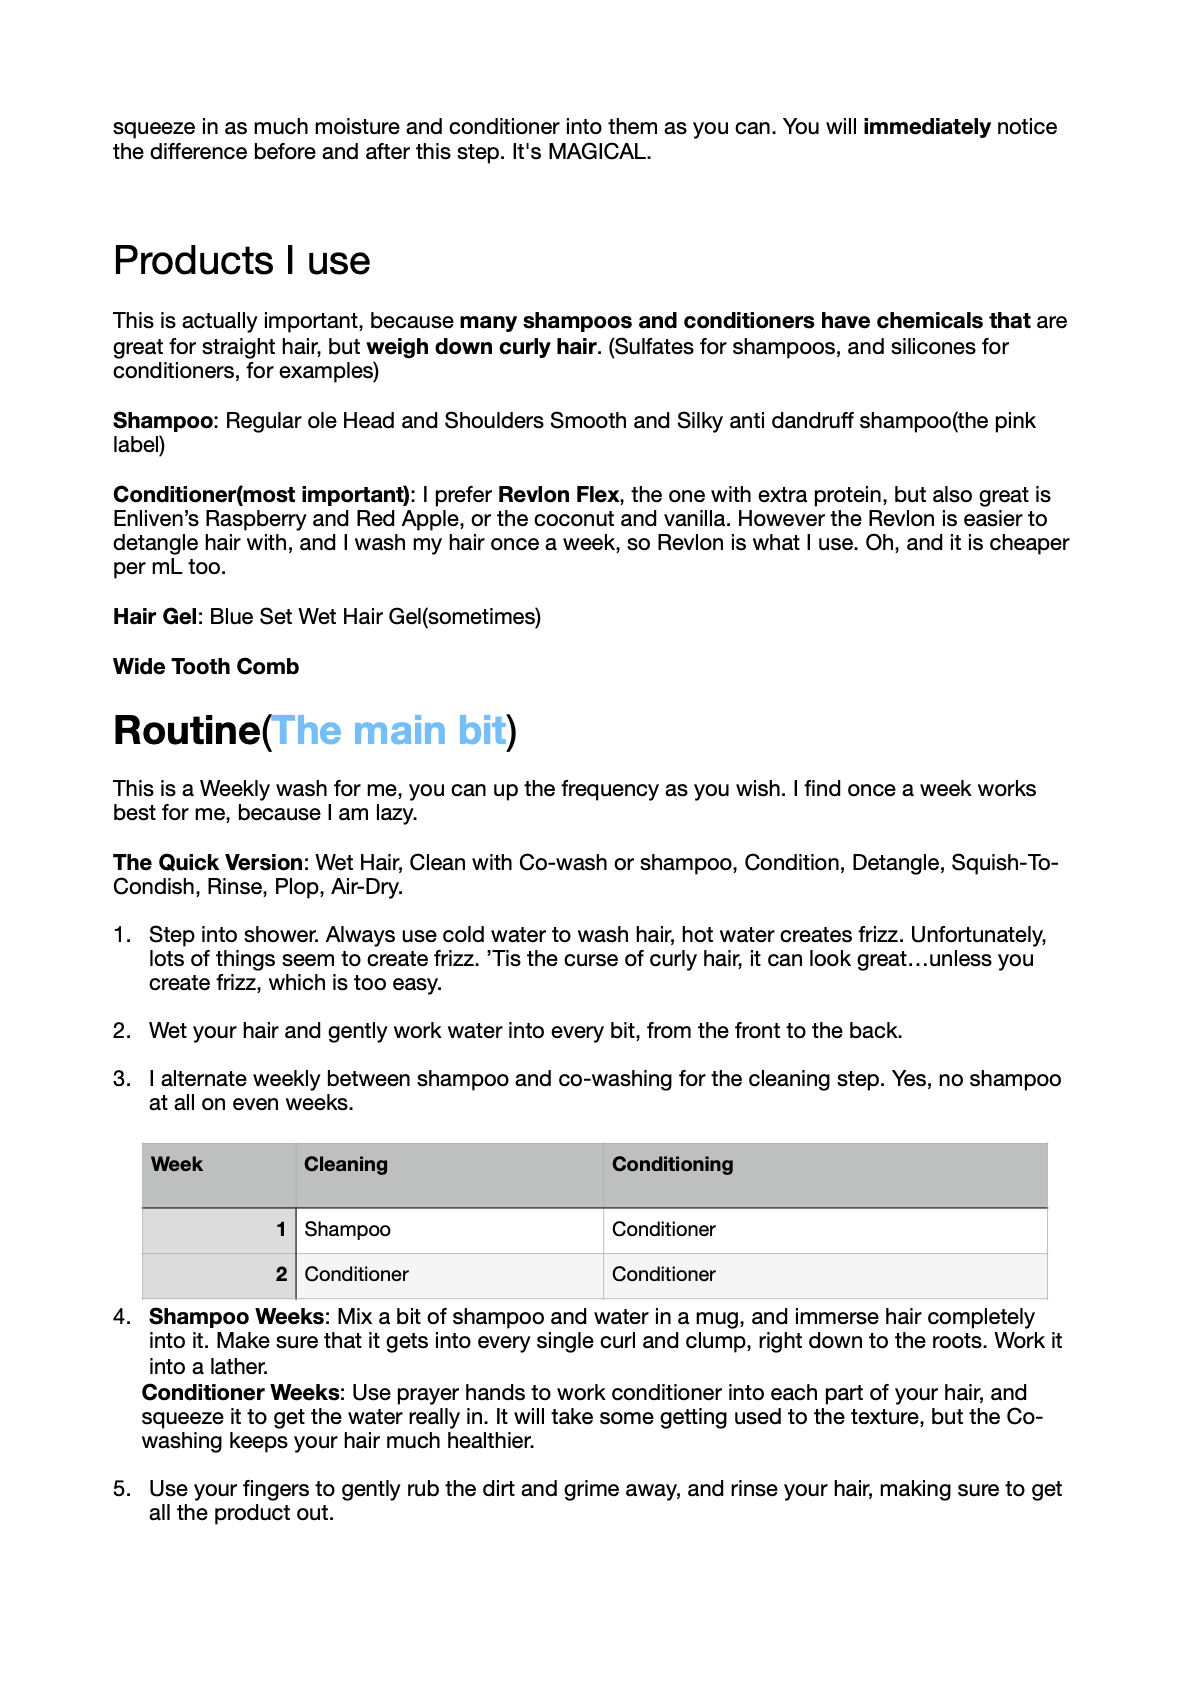 squeeze in as much moisture and conditioner into them as you can. You will immediately notice
the difference before and after this step. It's MAGICAL.
Products I use
This is actually important, because many shampoos and conditioners have chemicals that are
great for straight hair, but weigh down curly hair. (Sulfates for shampoos, and silicones for
conditioners, for examples)
Shampoo: Regular ole Head and Shoulders Smooth and Silky anti dandruff shampoo(the pink
label)
Conditioner(most important): I prefer Revlon Flex, the one with extra protein, but also great is
Enliven’s Raspberry and Red Apple, or the coconut and vanilla. However the Revlon is easier to
detangle hair with, and I wash my hair once a week, so Revlon is what I use. Oh, and it is cheaper
per mL too.
Hair Gel: Blue Set Wet Hair Gel(sometimes)
Wide Tooth Comb
Routine(The main bit)
This is a Weekly wash for me, you can up the frequency as you wish. I find once a week works
best for me, because I am lazy.
The Quick Version: Wet Hair, Clean with Co-wash or shampoo, Condition, Detangle, Squish-To-
Condish, Rinse, Plop, Air-Dry.
1. Step into shower. Always use cold water to wash hair, hot water creates frizz. Unfortunately,
lots of things seem to create frizz. ’Tis the curse of curly hair, it can look great…unless you
create frizz, which is too easy.
2. Wet your hair and gently work water into every bit, from the front to the back.
3. I alternate weekly between shampoo and co-washing for the cleaning step. Yes, no shampoo
at all on even weeks.
Week Cleaning Conditioning
1 Shampoo Conditioner
2 Conditioner Conditioner
4. Shampoo Weeks: Mix a bit of shampoo and water in a mug, and immerse hair completely
into it. Make sure that it gets into every single curl and clump, right down to the roots. Work it
into a lather.
Conditioner Weeks: Use prayer hands to work conditioner into each part of your hair, and
squeeze it to get the water really in. It will take some getting used to the texture, but the Co-
washing keeps your hair much healthier.
5. Use your fingers to gently rub the dirt and grime away, and rinse your hair, making sure to get
all the product out.